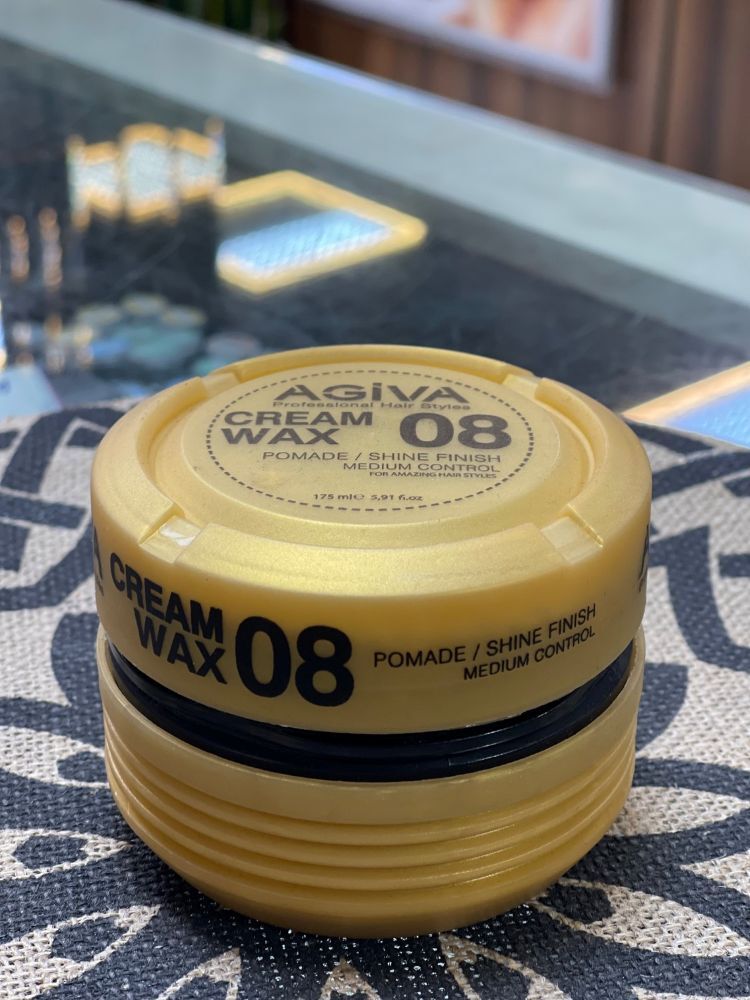 AGiVA
Professional Hair Styles
CREAM
WAX 08
POMADE / SHINE FINISH
MEDIUM CONTROL
FOR AMAZING HAIR STYLES
175 ml℮ 5,91 fl.oz
CREAM
WAX 08
POMADE / SHINE FINISH
MEDIUM CONTROL